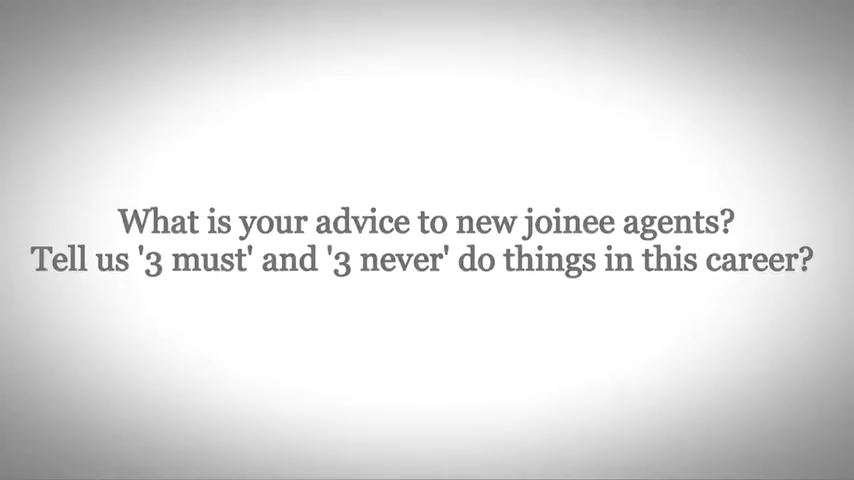 What is your advice to new joinee agents?
Tell us '3 must' and '3 never' do things in this career?